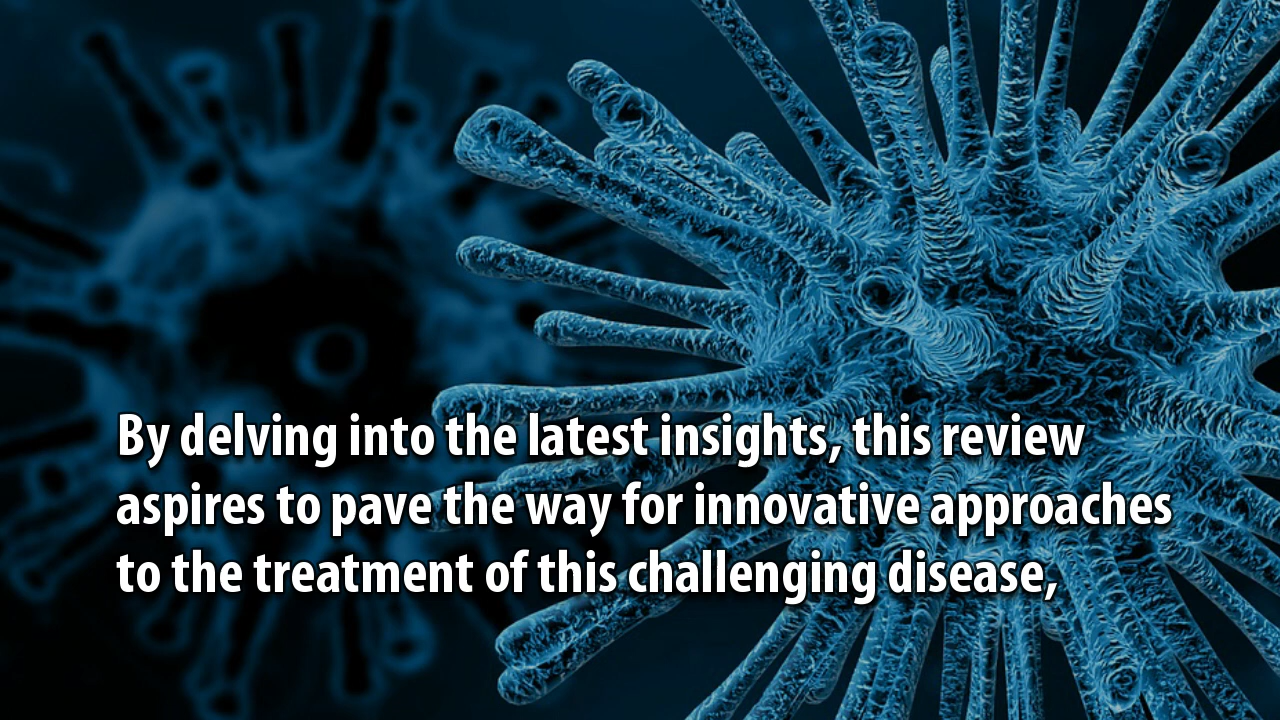 By delving into the latest insights, this review
aspires to pave the way for innovative approaches
to the treatment of this challenging disease,